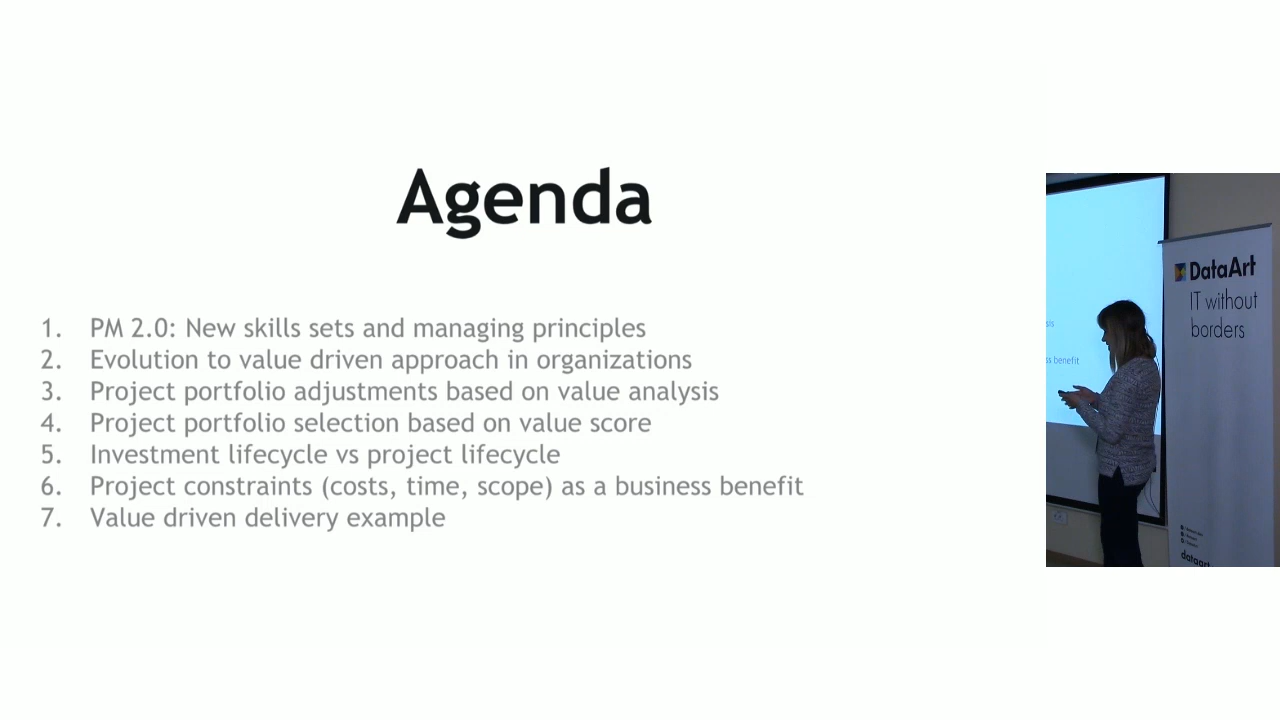 Agenda
1. PM 2.0: New skills sets and managing principles
2. Evolution to value driven approach in organizations
3. Project portfolio adjustments based on value analysis
4. Project portfolio selection based on value score
5. Investment lifecycle vs project lifecycle
6. Project constraints (costs, time, scope) as a business benefit
7. Value driven delivery example
DataArt
IT without
borders
benefit
dataart